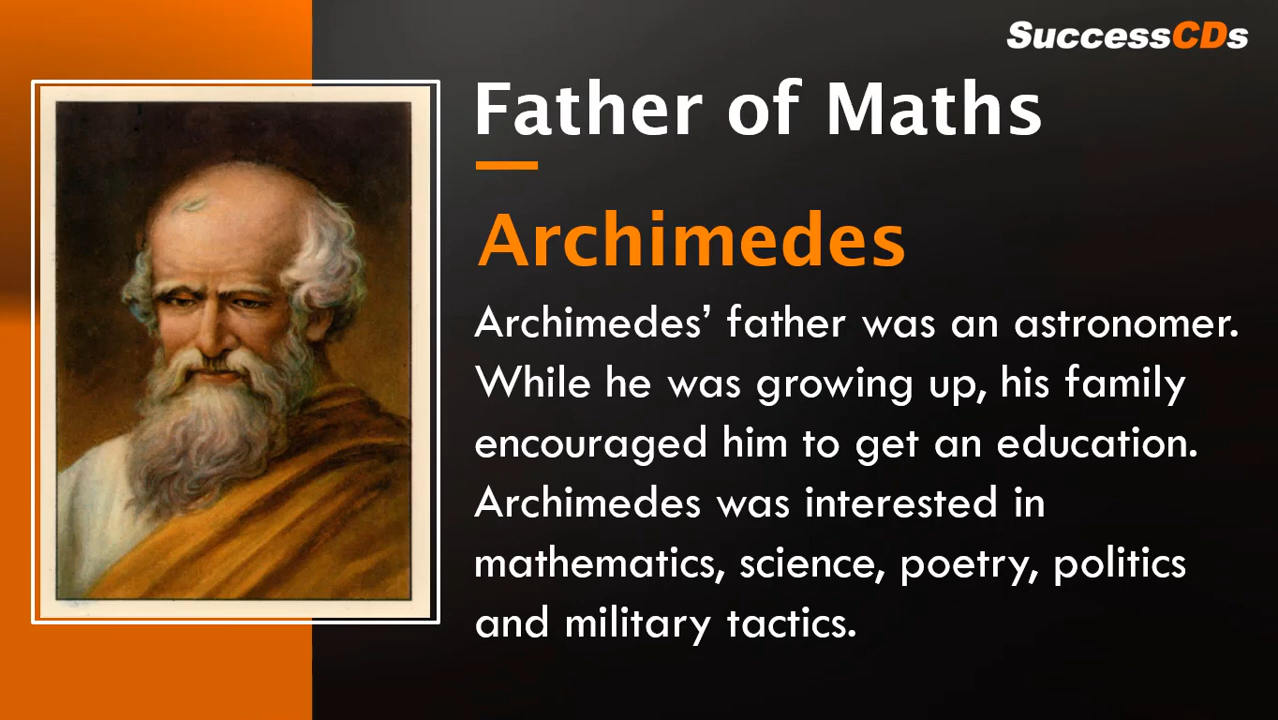 SuccessCDs
Father of Maths
Archimedes
Archimedes’ father was an astronomer.
While he was growing up, his family
encouraged him to get an education.
Archimedes was interested in
mathematics, science, poetry, politics
and military tactics.